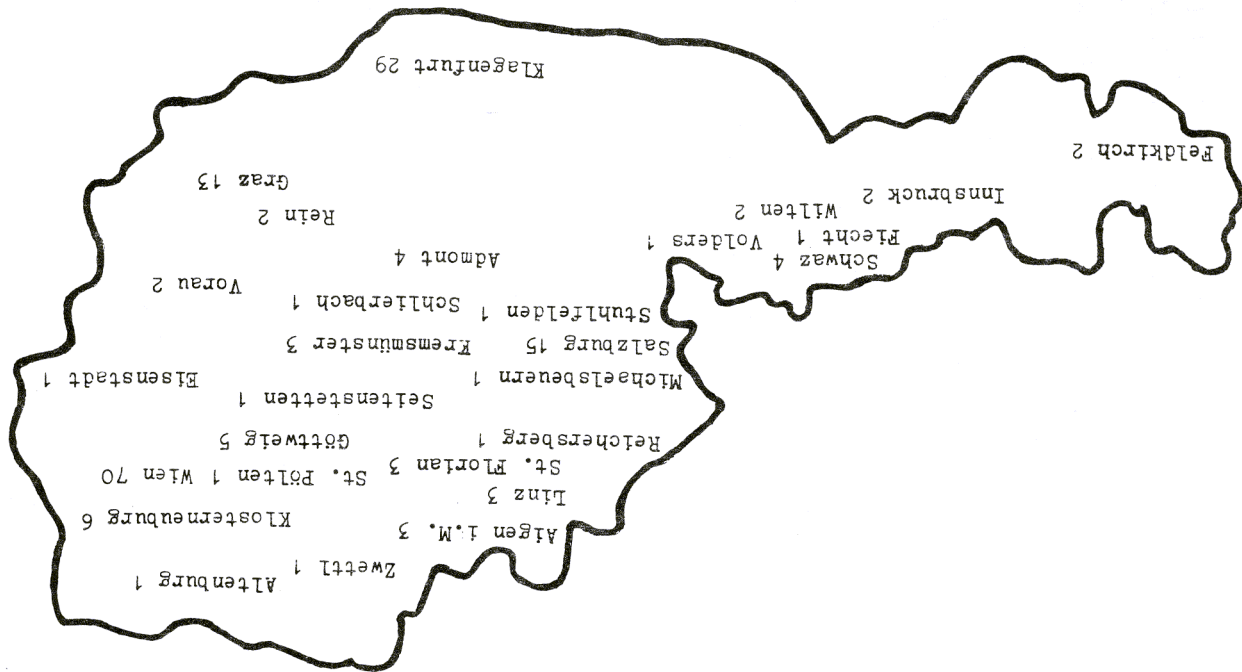 Altenburg 1
Zwettl 1
Aigen i.M. 3
Klosterneuburg 6
Linz 3
St. Pölten 1 Wien 70
St. Florian 3
Reichersberg 1
Göttweig 5
Seitenstetten 1
Michaelsbeuern 1
Eisenstadt 1
Salzburg 15
Kremsmünster 3
Stuhlfelden 1
Schlierbach 1
Vorau 2
Schwaz 4
Admont 4
Fiecht 1
Volders 1
Wilten 2
Rein 2
Innsbruck 2
Graz 13
Feldkirch 2
Klagenfurt 29